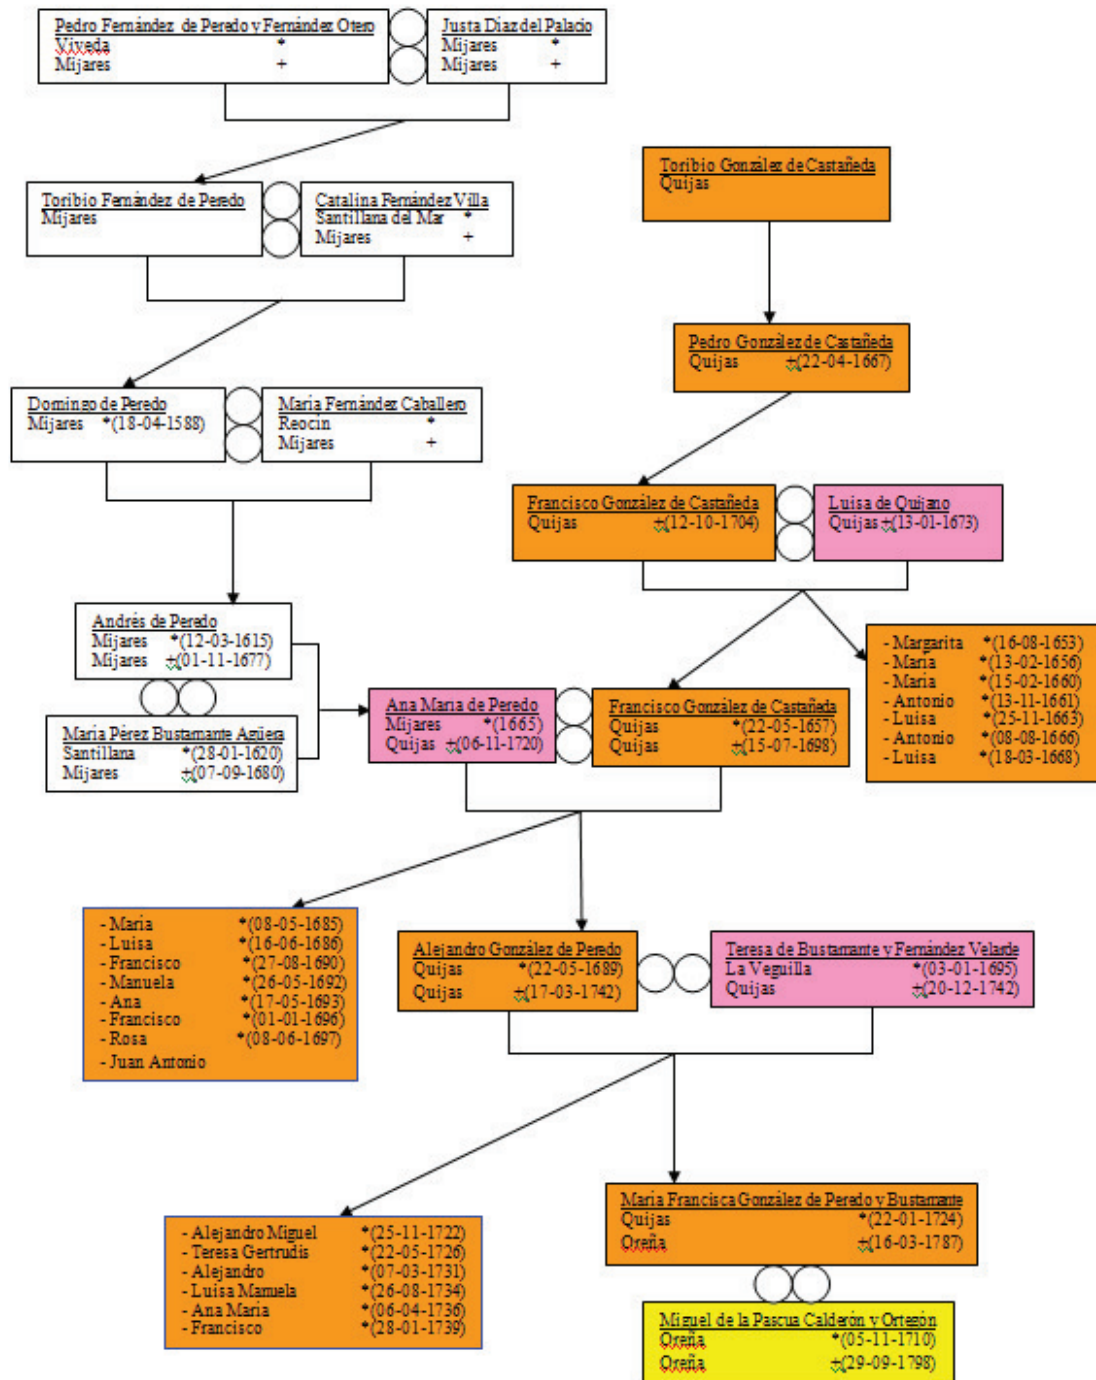 Pedro Fernández de Peredo y Fernández Otero
Viveda *
Mijares +
Justa Díaz del Palacio
Mijares *
Mijares +
Toribio Fernández de Peredo
Mijares
Catalina Fernández Villa
Santillana del Mar *
Mijares +
Toribio González de Castañeda
Quijas
Pedro González de Castañeda
Quijas +(22-04-1667)
Domingo de Peredo
Mijares *(18-04-1588)
María Fernández Caballero
Reocín *
Mijares +
Francisco González de Castañeda
Quijas +(12-10-1704)
Luisa de Quijano
Quijas +(13-01-1673)
Andrés de Peredo
Mijares *(12-03-1615)
Mijares +(01-11-1677)
María Pérez Bustamante Agüera
Santillana *(28-01-1620)
Mijares +(07-09-1680)
Ana María de Peredo
Mijares *(1665)
Quijas +(06-11-1720)
Francisco González de Castañeda
Quijas *(22-05-1657)
Quijas +(15-07-1698)
- Margarita *(16-08-1653)
- María *(13-02-1656)
- María *(15-02-1660)
- Antonio *(13-11-1661)
- Luisa *(25-11-1663)
- Antonio *(08-08-1666)
- Luisa *(18-03-1668)
- María *(08-05-1685)
- Luisa *(16-06-1686)
- Francisco *(27-08-1690)
- Manuela *(26-05-1692)
- Ana *(17-05-1693)
- Francisco *(01-01-1696)
- Rosa *(08-06-1697)
- Juan Antonio
Alejandro González de Peredo
Quijas *(22-05-1689)
Quijas +(17-03-1742)
Teresa de Bustamante y Fernández Velarde
La Veguilla *(03-01-1695)
Quijas +(20-12-1742)
- Alejandro Miguel *(25-11-1722)
- Teresa Gertrudis *(22-05-1726)
- Alejandro *(07-03-1731)
- Luisa Manuela *(26-08-1734)
- Ana María *(06-04-1736)
- Francisco *(28-01-1739)
María Francisca González de Peredo y Bustamante
Quijas *(22-01-1724)
Oreña +(16-03-1787)
Miguel de la Pascua Calderón y Ortegón
Oreña *(05-11-1710)
Oreña +(29-09-1798)